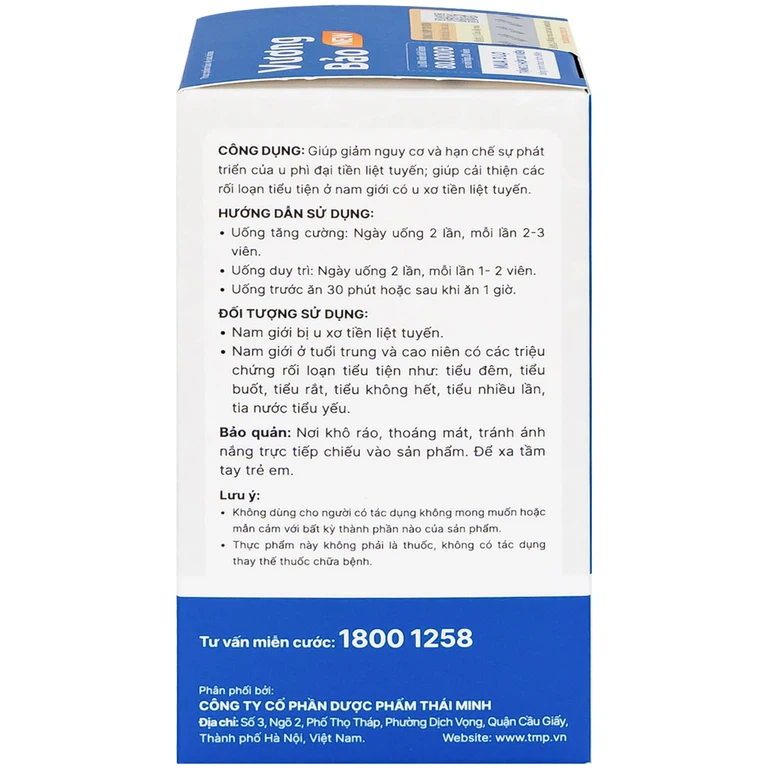 Vương
Bảo
NEW
80.000Đ
MUA 3
CÔNG DỤNG: Giúp giảm nguy cơ và hạn chế sự phát
triển của u phì đại tiền liệt tuyến; giúp cải thiện các
rối loạn tiểu tiện ở nam giới có u xơ tiền liệt tuyến.
HƯỚNG DẪN SỬ DỤNG:
• Uống tăng cường: Ngày uống 2 lần, mỗi lần 2-3
viên.
• Uống duy trì: Ngày uống 2 lần, mỗi lần 1- 2 viên.
• Uống trước ăn 30 phút hoặc sau khi ăn 1 giờ.
ĐỐI TƯỢNG SỬ DỤNG:
• Nam giới bị u xơ tiền liệt tuyến.
• Nam giới ở tuổi trung và cao niên có các triệu
chứng rối loạn tiểu tiện như: tiểu đêm, tiểu
buốt, tiểu rắt, tiểu không hết, tiểu nhiều lần,
tia nước tiểu yếu.
Bảo quản: Nơi khô ráo, thoáng mát, tránh ánh
nắng trực tiếp chiếu vào sản phẩm. Để xa tầm
tay trẻ em.
Lưu ý:
• Không dùng cho người có tác dụng không mong muốn hoặc
mẫn cảm với bất kỳ thành phần nào của sản phẩm.
• Thực phẩm này không phải là thuốc, không có tác dụng
thay thế thuốc chữa bệnh.
Tư vấn miễn cước: 1800 1258
Phân phối bởi:
CÔNG TY CỔ PHẦN DƯỢC PHẨM THÁI MINH
Địa chỉ: Số 3, Ngõ 2, Phố Thọ Tháp, Phường Dịch Vọng, Quận Cầu Giấy,
Thành phố Hà Nội, Việt Nam. Website: www.tmp.vn